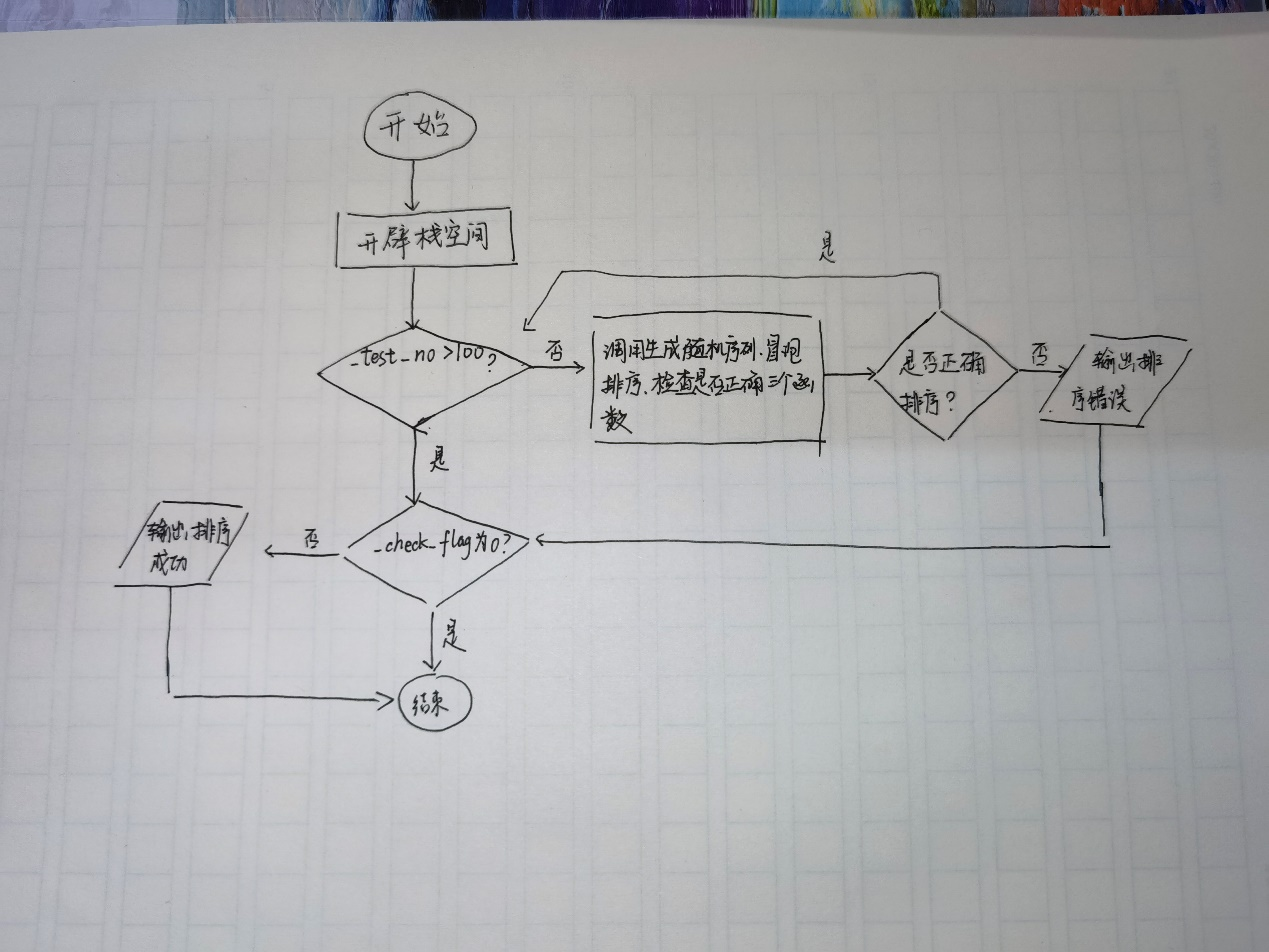 开始
开辟栈空间
是
_test_no>100?
否
调用生成随机序列、冒泡
排序、检查是否正确三个函
数
是否正确
排序?
否
输出排
序错误
是
_check_flag为0?
否
输出排序
成功
是
结束